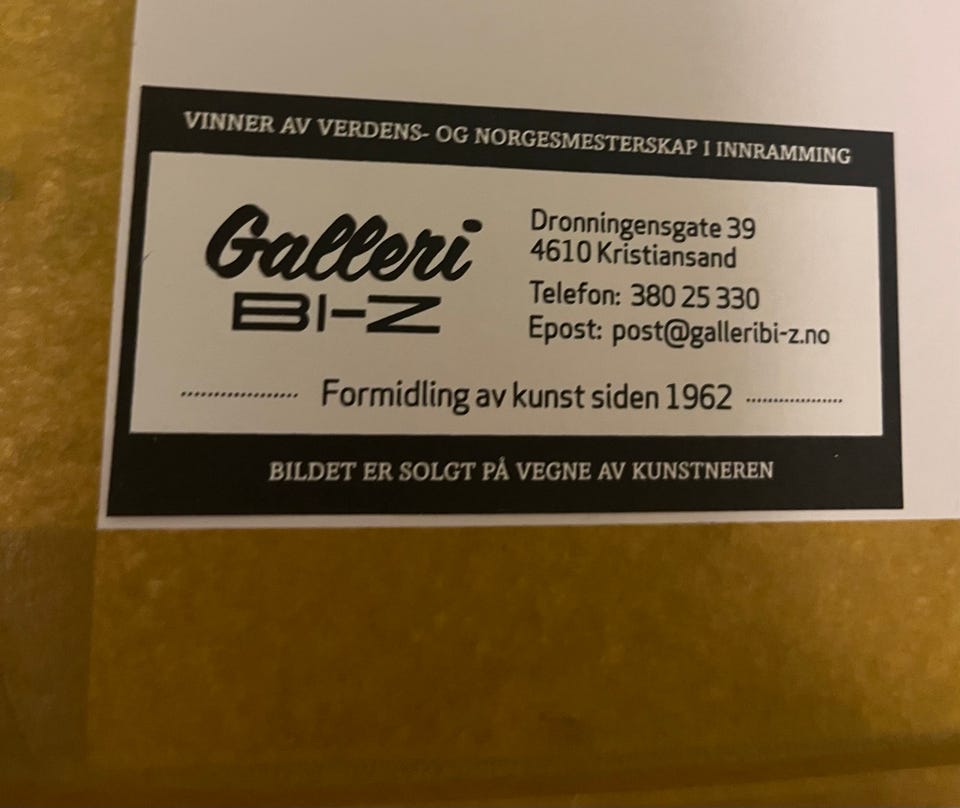 VINNER AV VERDENS- OG NORGESMESTERSKAP I INNRAMMING
Galleri
BI-Z
Dronningensgate 39
4610 Kristiansand
Telefon: 380 25 330
Epost: post@galleribi-z.no
Formidling av kunst siden 1962
BILDET ER SOLGT PÅ VEGNE AV KUNSTNEREN